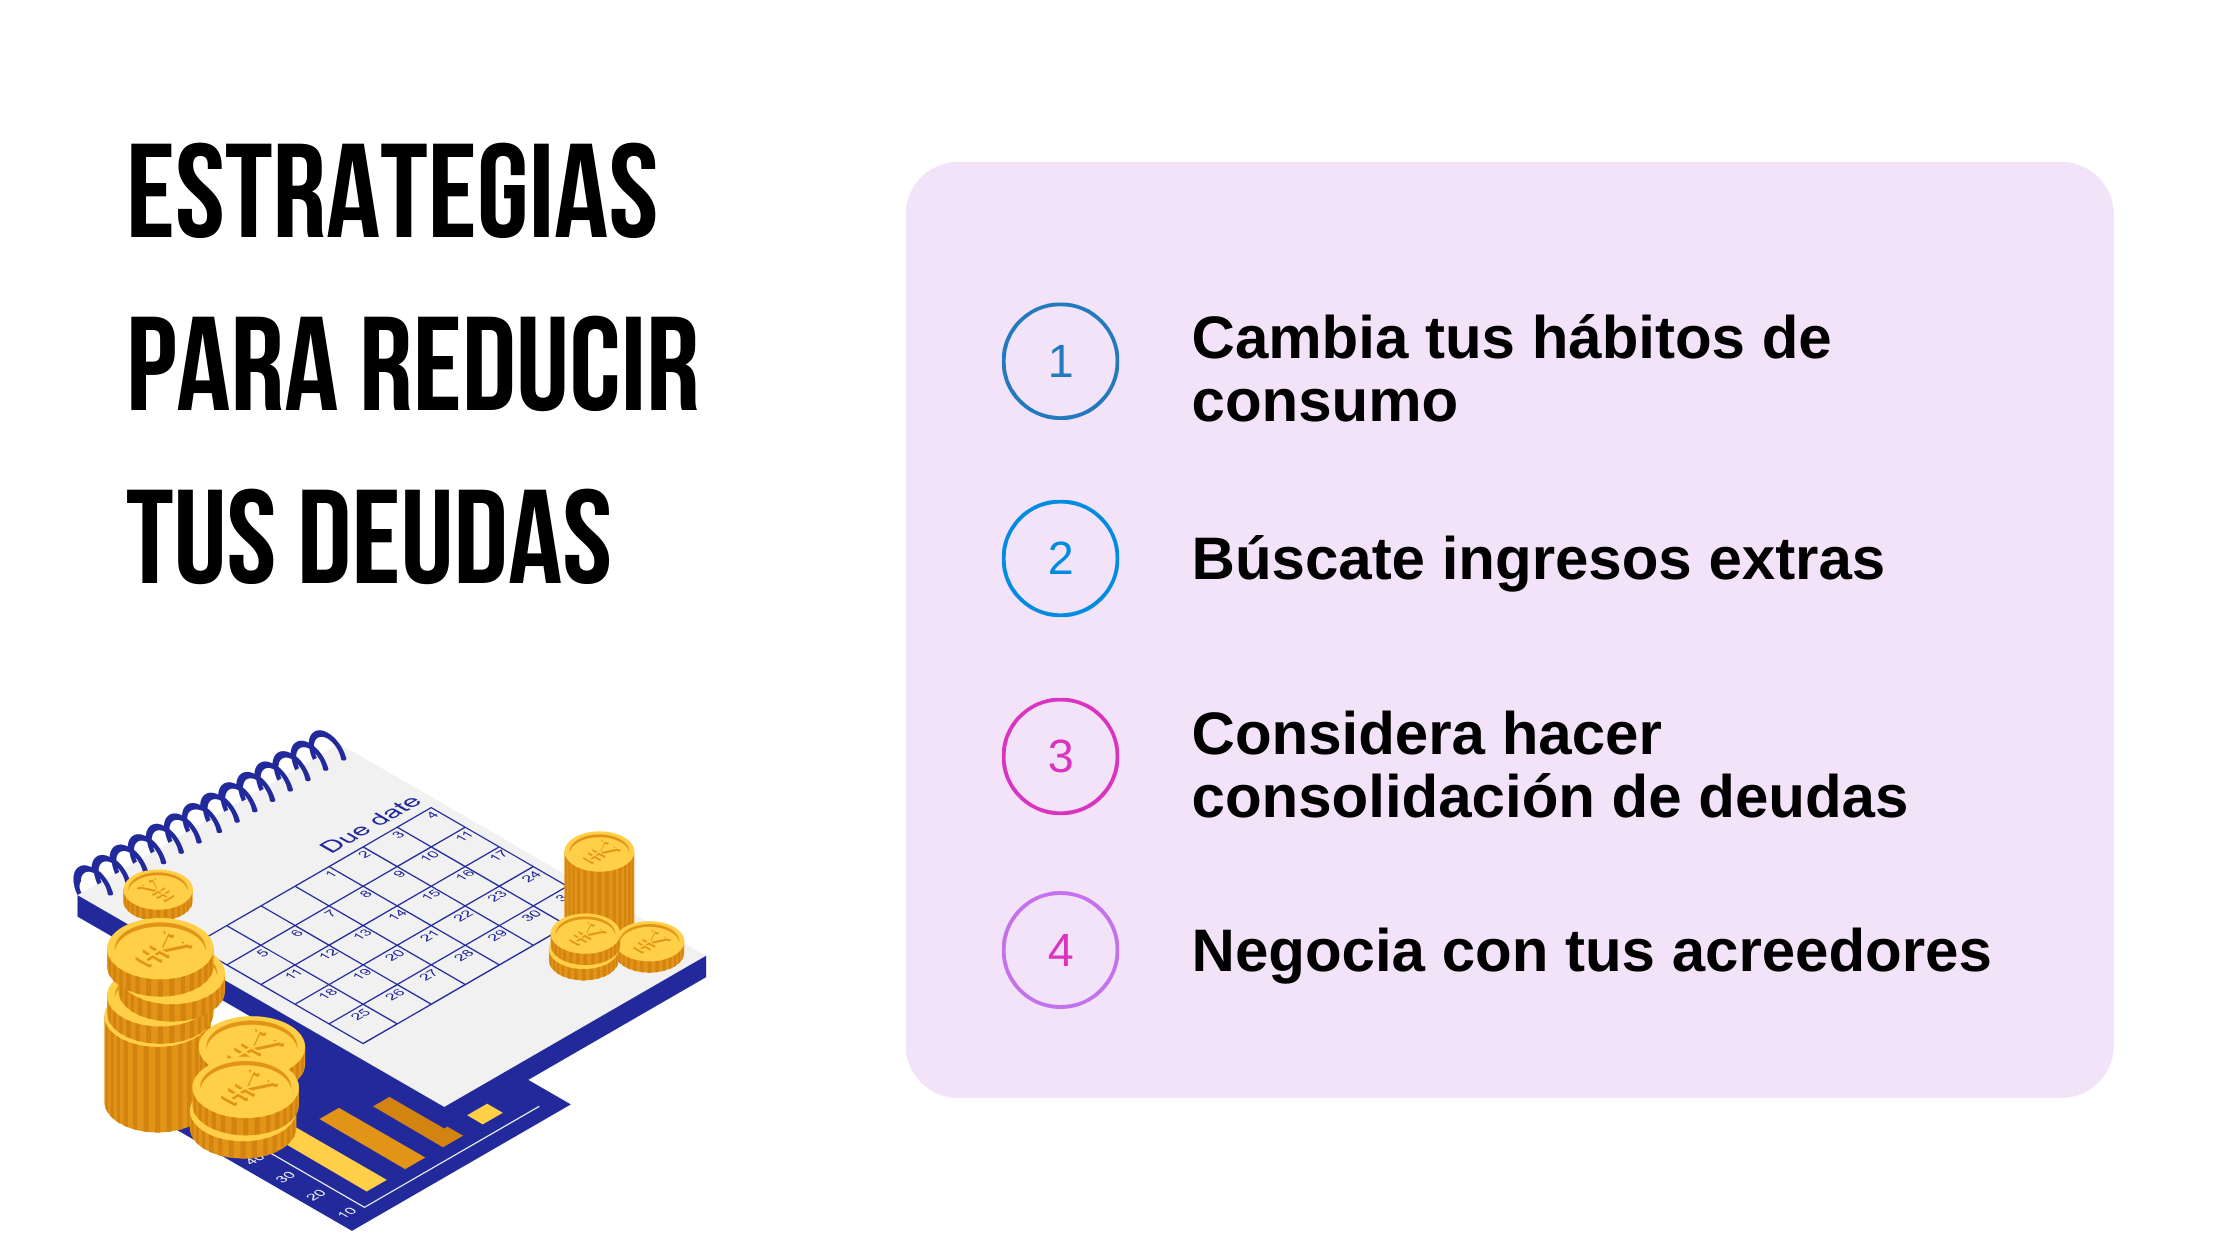 ESTRATEGIAS
PARA REDUCIR
TUS DEUDAS
1
Cambia tus hábitos de
consumo
2
Búscate ingresos extras
3
Considera hacer
consolidación de deudas
4
Negocia con tus acreedores
Due date
1 2 3 4
5 6 7 8 9 10 11
11 12 13 14 15 16 17
18 19 20 21 22 23 24
25 26 27 28 29 30
40
30
20
10